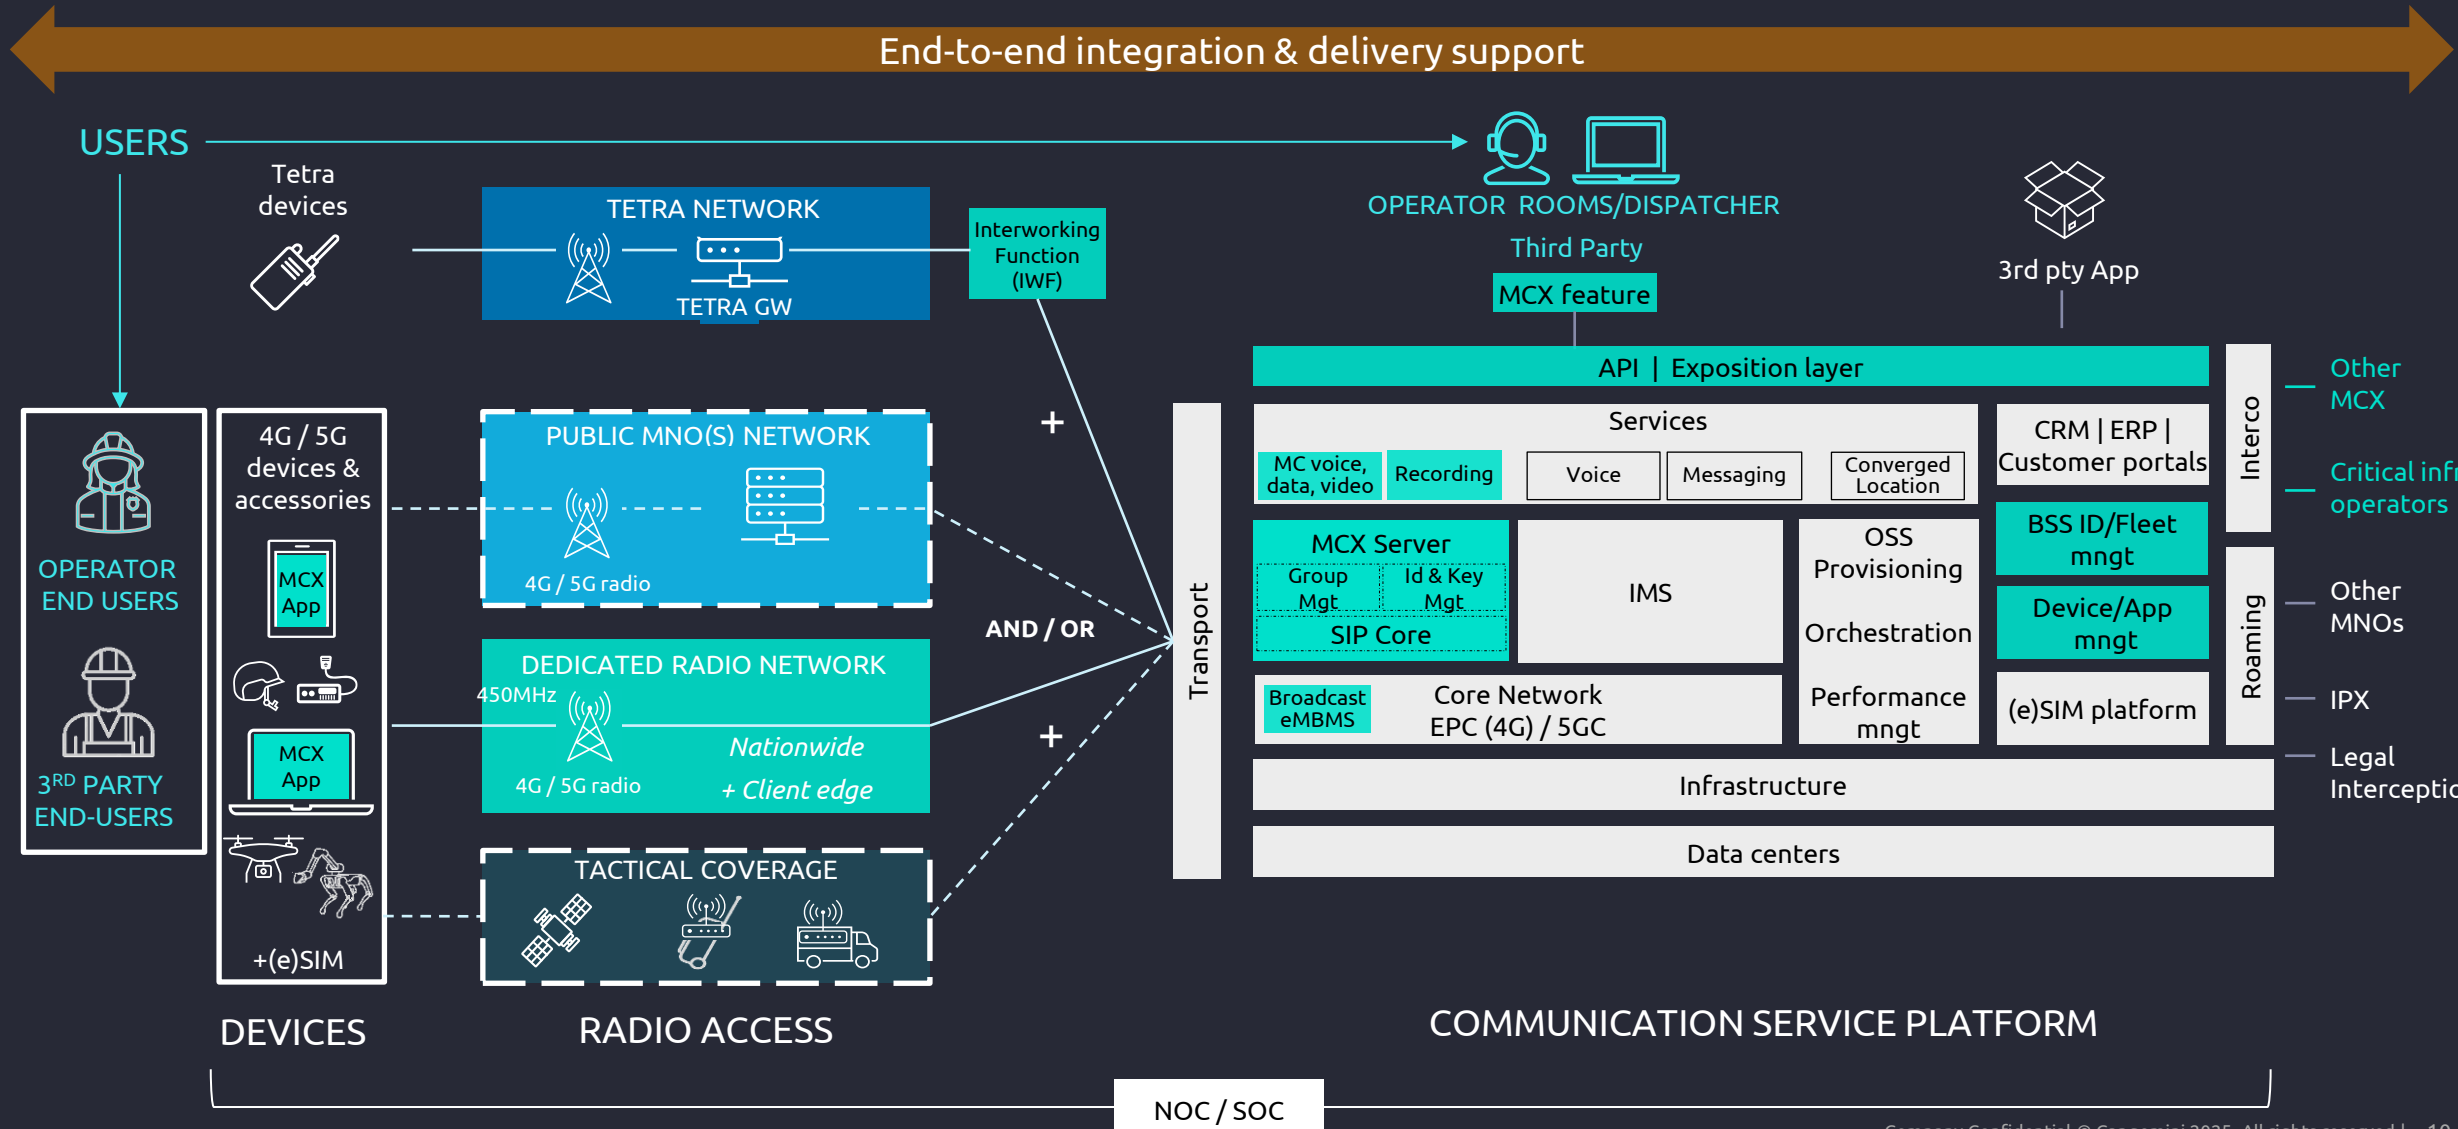 End-to-end integration & delivery support
USERS
Tetra
devices
TETRA NETWORK
TETRA GW
Interworking
Function
(IWF)
OPERATOR ROOMS/DISPATCHER
Third Party
MCX feature
3rd pty App
OPERATOR
END USERS
3RD PARTY
END-USERS
4G / 5G
devices &
accessories
MCX
App
MCX
App
+(e)SIM
PUBLIC MNO(S) NETWORK
4G / 5G radio
DEDICATED RADIO NETWORK
450MHz
4G / 5G radio
Nationwide
+ Client edge
TACTICAL COVERAGE
+
AND / OR
+
Transport
API | Exposition layer
Services
MC voice,
data, video
Recording
Voice
Messaging
Converged
Location
CRM | ERP |
Customer portals
MCX Server
Group
Mgt
Id & Key
Mgt
SIP Core
IMS
OSS
Provisioning
Orchestration
Performance
mngt
BSS ID/Fleet
mngt
Device/App
mngt
(e)SIM platform
Broadcast
eMBMS
Core Network
EPC (4G) / 5GC
Infrastructure
Data centers
Interco
Roaming
Other
MCX
Critical infr
operators
Other
MNOs
IPX
Legal
Interceptio
DEVICES
RADIO ACCESS
COMMUNICATION SERVICE PLATFORM
NOC / SOC
Company Confidential © Capgemini 2025. All rights reserved |